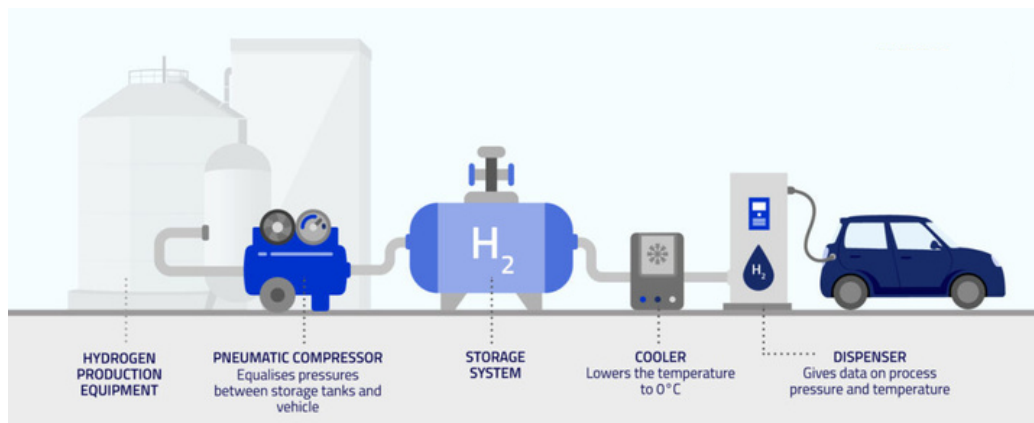 H₂
H₂
HYDROGEN
PRODUCTION
EQUIPMENT
PNEUMATIC COMPRESSOR
Equalises pressures
between storage tanks and
vehicle
STORAGE
SYSTEM
COOLER
Lowers the temperature
to 0°C
DISPENSER
Gives data on process
pressure and temperature